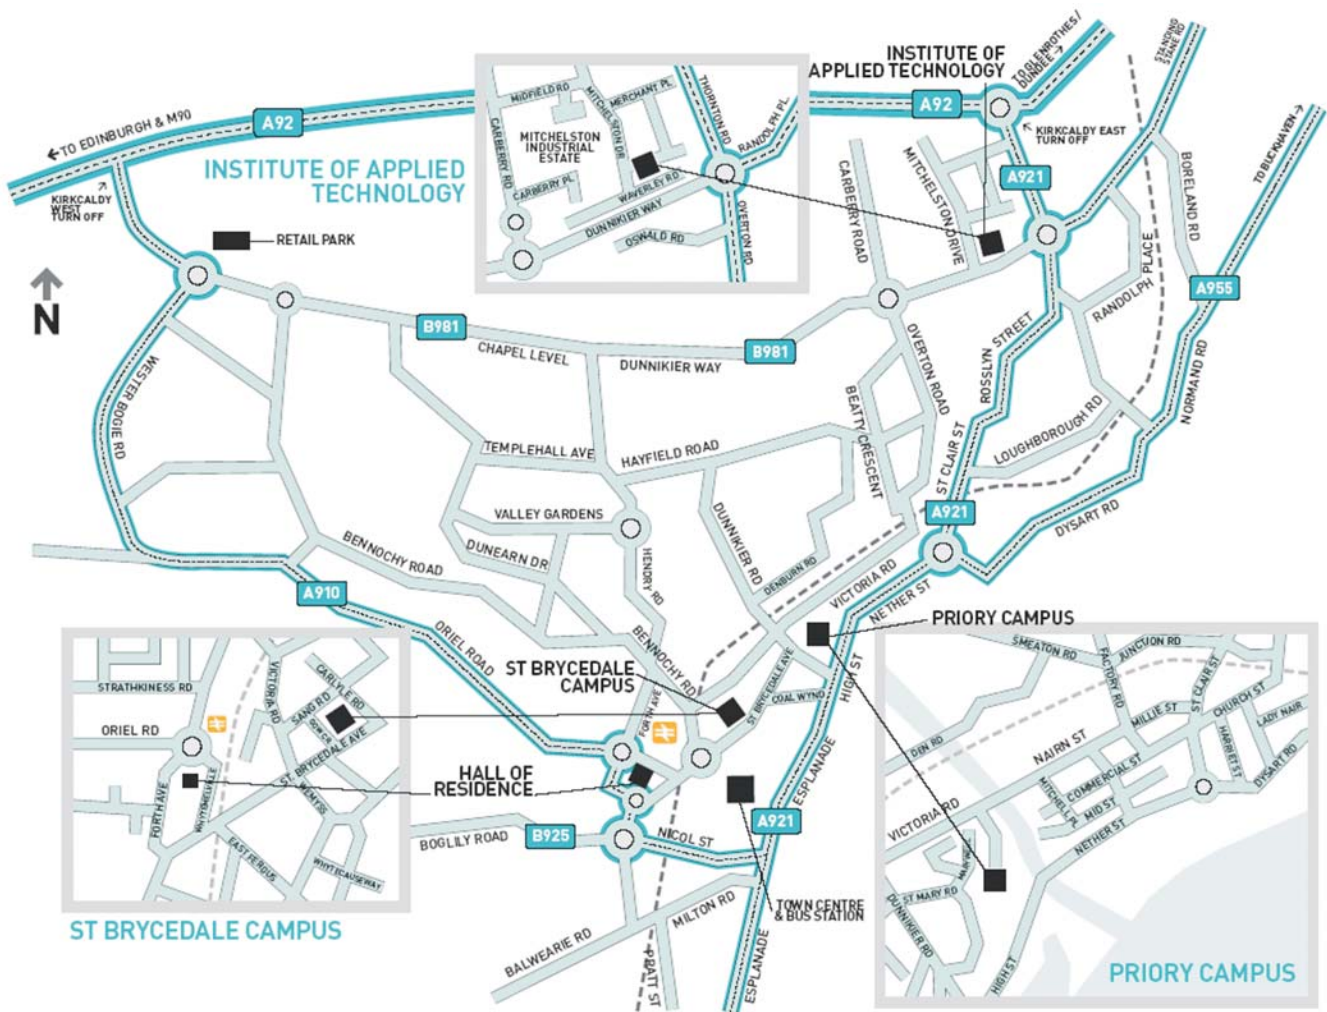 INSTITUTE OF
APPLIED TECHNOLOGY
TO GLENROTHES /
DUNDEE →
STANDING
STANE RD
← TO EDINBURGH & M90
A92
A92
KIRKCALDY EAST
TURN OFF
TO BUCKHAVEN →
INSTITUTE OF APPLIED
TECHNOLOGY
KIRKCALDY
WEST
TURN OFF
RETAIL PARK
N
MIDFIELD RD
MITCHELSTON DR
MERCHANT PL
THORNTON RD
RANDOLPH PL
MITCHELSTON
INDUSTRIAL
ESTATE
CARBERRY RD
CARBERRY PL
WAVERLEY RD
DUNNIKIER WAY
OSWALD RD
OVERTON RD
CARBERRY ROAD
MITCHELSTON DRIVE
A921
BORELAND RD
A955
RANDOLPH PLACE
NORMAND RD
B981
CHAPEL LEVEL
DUNNIKIER WAY
B981
ROSSLYN STREET
OVERTON ROAD
BEATTY CRESCENT
WESTER BOGIE RD
TEMPLEHALL AVE
HAYFIELD ROAD
ST CLAIR ST
LOUGHBOROUGH RD
VALLEY GARDENS
DUNNIKIER RD
A921
DYSART RD
BENNOCHY ROAD
DUNEARN DR
HENDRY RD
DENBURN RD
VICTORIA RD
NETHER ST
A910
ORIEL ROAD
BENNOCHY RD
PRIORY CAMPUS
ST BRYCEDALE
CAMPUS
ST BRYCEDALE AVE
COAL WYND
HIGH ST
FORTH AVE
HALL OF
RESIDENCE
ESPLANADE
A921
BOGLILY ROAD
B925
NICOL ST
TOWN CENTRE
& BUS STATION
MILTON RD
BALWEARIE RD
PRATT ST
ESPLANADE
STRATHKINESS RD
VICTORIA RD
CARLYLE RD
SANG RD
ORIEL RD
ST BRYCEDALE AVE
FORTH AVE
WHYTEMELVILLE
WEMYSS
EAST FERGUS
WHYTECAUSEWAY
ST BRYCEDALE CAMPUS
SMEATON RD
FACTORY RD
JUNCTION RD
ST CLAIR ST
MILLIE ST
CHURCH ST
LADY NAIR
DEN RD
NAIRN ST
HARRIET ST
DYSART RD
COMMERCIAL ST
MITCHELL PL
MID ST
VICTORIA RD
NETHER ST
ST MARY RD
DUNNIKIER RD
HIGH ST
PRIORY CAMPUS